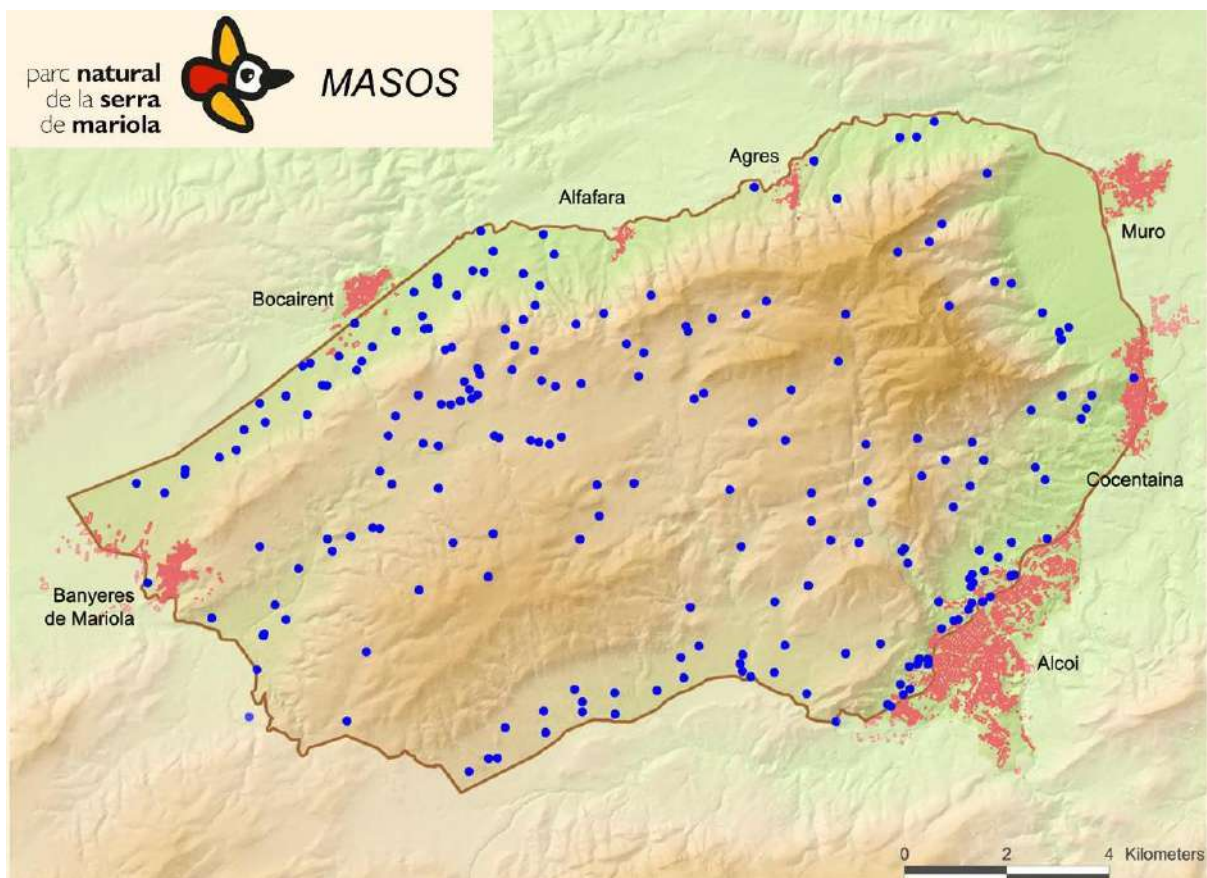 parc natural
de la serra
de mariola
MASOS
Agres
Alfafara
Muro
Bocairent
Cocentaina
Banyeres
de Mariola
Alcoi
0 2 4 Kilometers